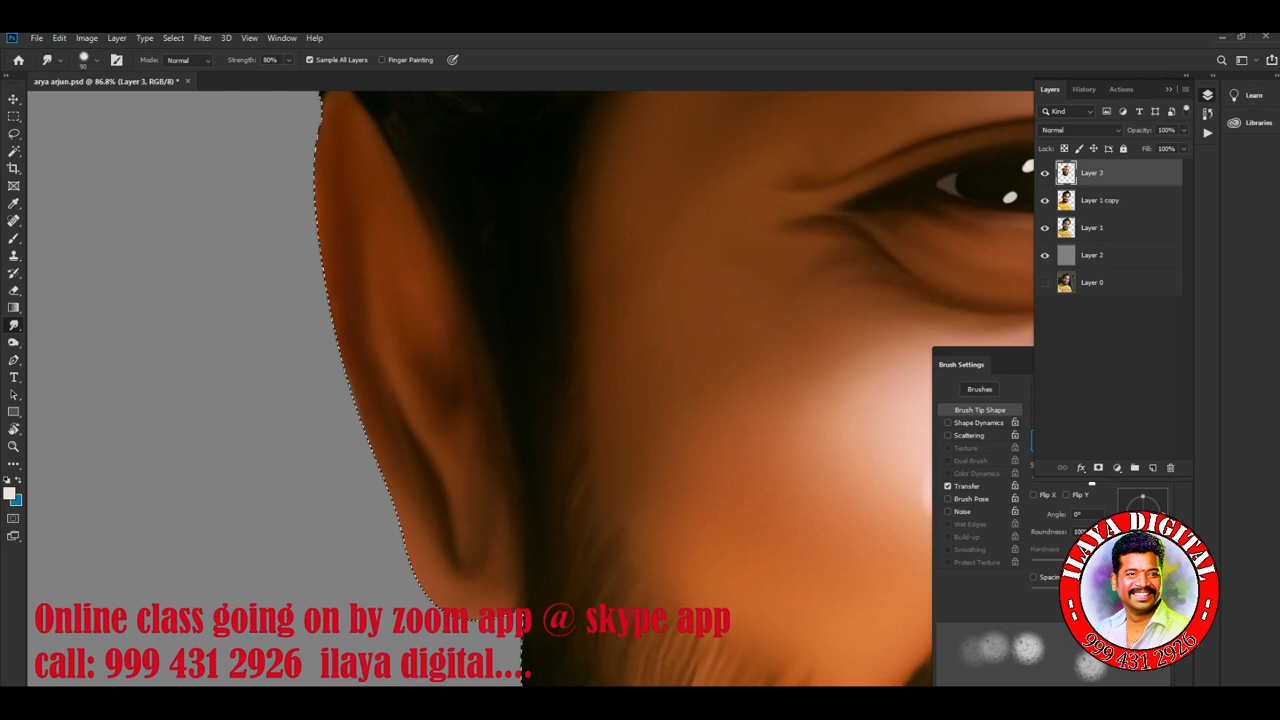 Ps File Edit Image Layer Type Select Filter 3D View Window Help
90 Mode: Normal Strength: 80% Sample All Layers Finger Painting
arya arjun.psd @ 86.8% (Layer 3, RGB/8) * ×
Layers History Actions
Learn
Libraries
Kind
Normal Opacity: 100%
Lock: Fill: 100%
Layer 3
Layer 1 copy
Layer 1
Layer 2
Layer 0
Brush Settings
Brushes
Brush Tip Shape
Shape Dynamics
Scattering
Texture
Dual Brush
Color Dynamics
Transfer
Brush Pose
Noise
Wet Edges
Build-up
Smoothing
Protect Texture
Flip X Flip Y
Angle: 0°
Roundness:
Hardness
Spacing
ILAYA DIGITAL
999 431 2926
Online class going on by zoom app @ skype app
call: 999 431 2926 ilaya digital....